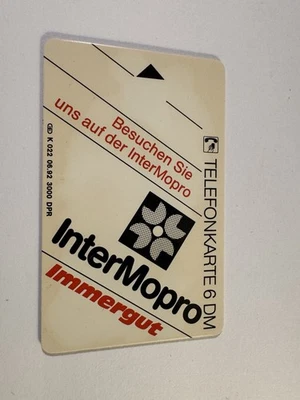 Besuchen Sie
uns auf der InterMopro
TELEFONKARTE 6 DM
InterMopro
immergut
K 022 06.92 3000 DPR